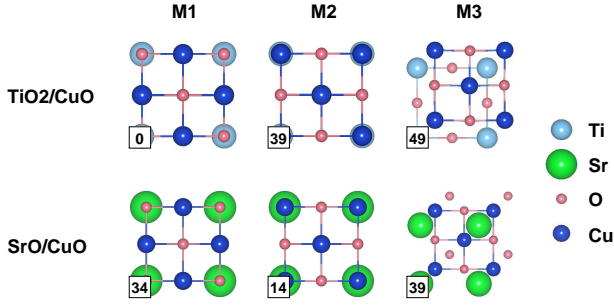 M1 M2 M3
TiO2/CuO
0 39 49
Ti
Sr
O
Cu
SrO/CuO
34 14 39